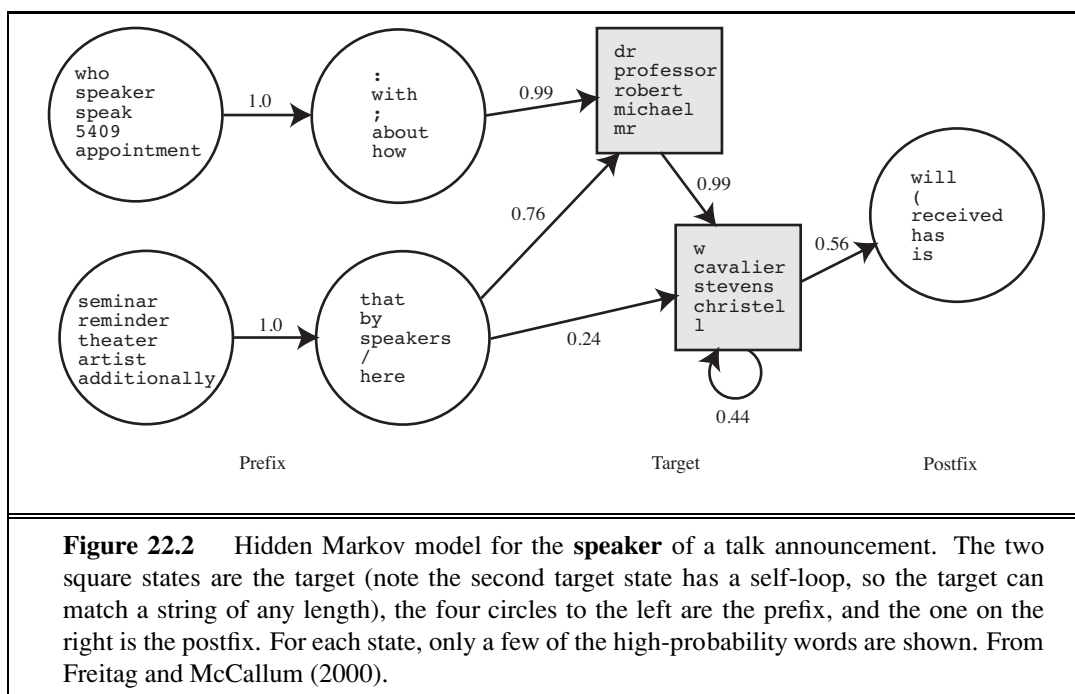 who
speaker
speak
5409
appointment
1.0
:
with
;
about
how
0.99
dr
professor
robert
michael
mr
0.99
0.76
seminar
reminder
theater
artist
additionally
1.0
that
by
speakers
/
here
0.24
w
cavalier
stevens
christel
l
0.44
0.56
will
(
received
has
is
Prefix
Target
Postfix
Figure 22.2 Hidden Markov model for the speaker of a talk announcement. The two
square states are the target (note the second target state has a self-loop, so the target can
match a string of any length), the four circles to the left are the prefix, and the one on the
right is the postfix. For each state, only a few of the high-probability words are shown. From
Freitag and McCallum (2000).